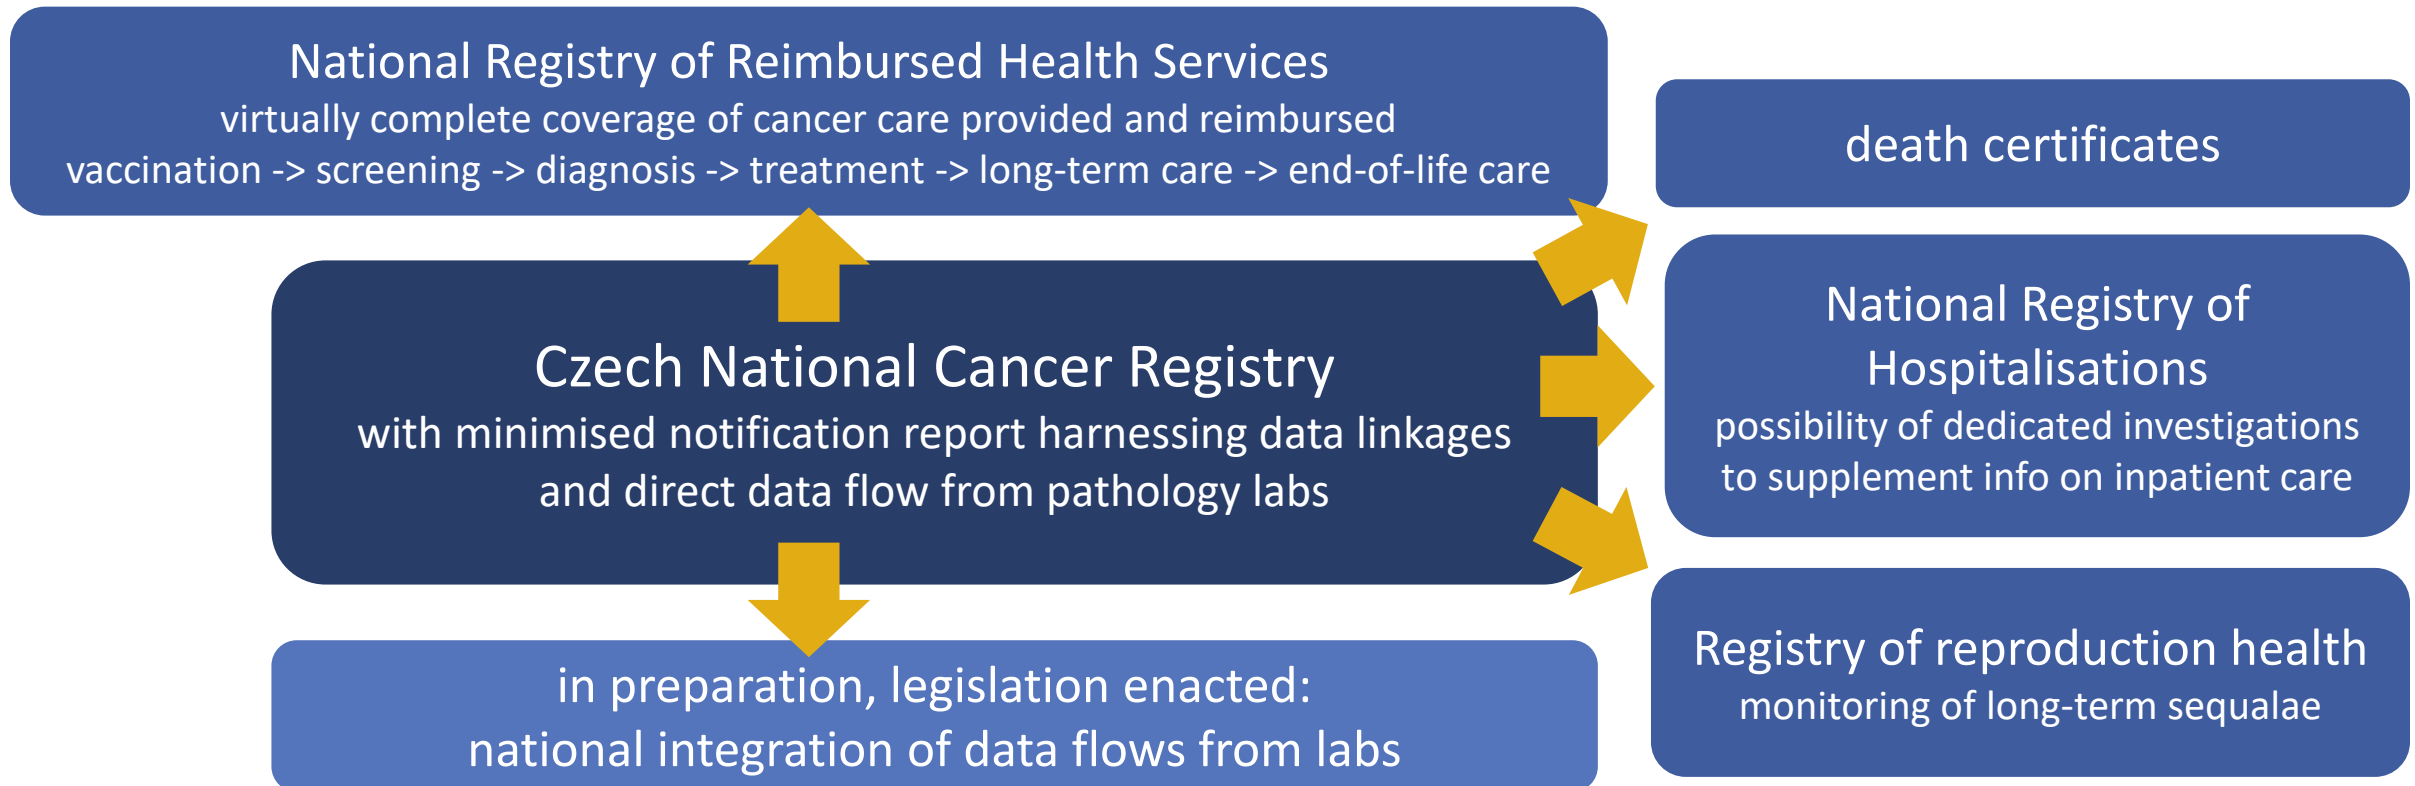 National Registry of Reimbursed Health Services
virtually complete coverage of cancer care provided and reimbursed
vaccination -> screening -> diagnosis -> treatment -> long-term care -> end-of-life care
death certificates
National Registry of
Hospitalisations
possibility of dedicated investigations
to supplement info on inpatient care
Czech National Cancer Registry
with minimised notification report harnessing data linkages
and direct data flow from pathology labs
Registry of reproduction health
monitoring of long-term sequalae
in preparation, legislation enacted:
national integration of data flows from labs